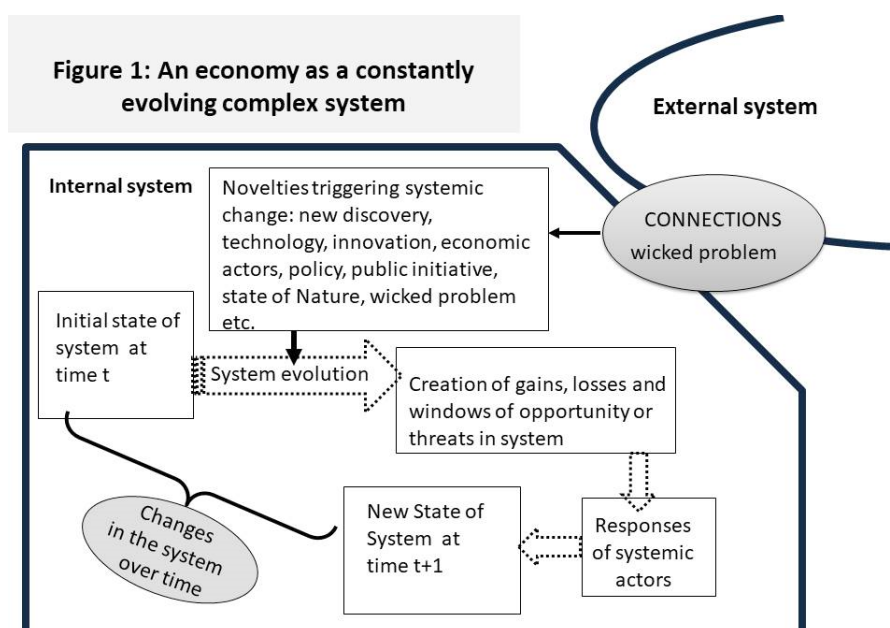 Figure 1: An economy as a constantly
evolving complex system
External system
Internal system
Novelties triggering systemic
change: new discovery,
technology, innovation, economic
actors, policy, public initiative,
state of Nature, wicked problem
etc.
CONNECTIONS
wicked problem
Initial state of
system at
time t
System evolution
Creation of gains, losses and
windows of opportunity or
threats in system
Responses
of systemic
actors
New State of
System at
time t+1
Changes
in the system
over time